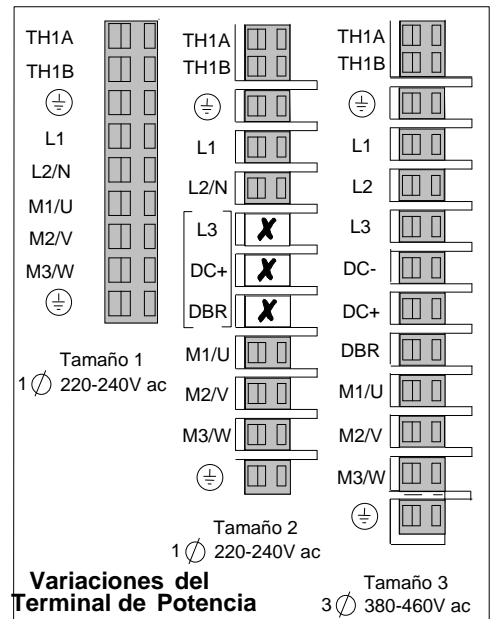 TH1A
TH1B
L1
L2/N
M1/U
M2/V
M3/W
Tamaño 1
1 ∅ 220-240V ac
TH1A
TH1B
L1
L2/N
L3
DC+
DBR
M1/U
M2/V
M3/W
Tamaño 2
1 ∅ 220-240V ac
TH1A
TH1B
L1
L2
L3
DC-
DC+
DBR
M1/U
M2/V
M3/W
Tamaño 3
3 ∅ 380-460V ac
Variaciones del
Terminal de Potencia